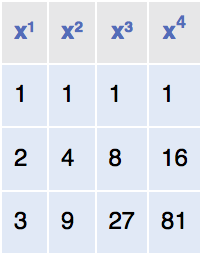 x¹ x² x³ x⁴
1 1 1 1
2 4 8 16
3 9 27 81